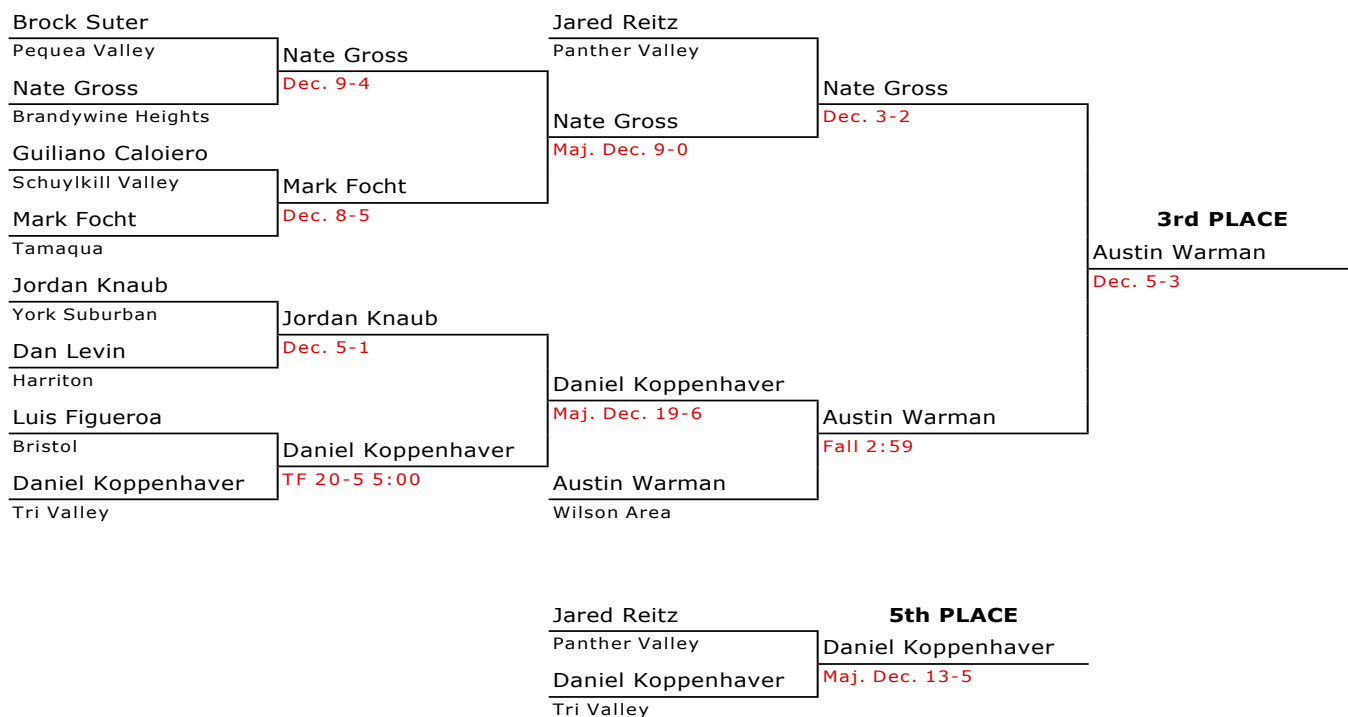 Brock Suter
Pequea Valley
Nate Gross
Brandywine Heights
Guiliano Caloiero
Schuylkill Valley
Mark Focht
Tamaqua
Jordan Knaub
York Suburban
Dan Levin
Harriton
Luis Figueroa
Bristol
Daniel Koppenhaver
Tri Valley
Nate Gross
Dec. 9-4
Mark Focht
Dec. 8-5
Jordan Knaub
Dec. 5-1
Daniel Koppenhaver
TF 20-5 5:00
Jared Reitz
Panther Valley
Nate Gross
Maj. Dec. 9-0
Daniel Koppenhaver
Maj. Dec. 19-6
Austin Warman
Wilson Area
Nate Gross
Dec. 3-2
Austin Warman
Fall 2:59
3rd PLACE
Austin Warman
Dec. 5-3
Jared Reitz
Panther Valley
Daniel Koppenhaver
Tri Valley
5th PLACE
Daniel Koppenhaver
Maj. Dec. 13-5